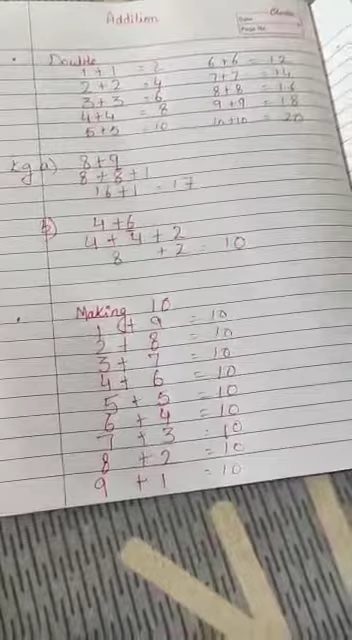 Addition
Date
Page No.
Double
1 + 1 = 2
2 + 2 = 4
3 + 3 = 6
4 + 4 = 8
5 + 5 = 10
6 + 6 = 12
7 + 7 = 14
8 + 8 = 16
9 + 9 = 18
10 + 10 = 20
Eg a) 8 + 9
8 + 8 + 1
16 + 1 = 17
b) 4 + 6
4 + 4 + 2
8 + 2 = 10
Making 10
1 + 9 = 10
2 + 8 = 10
3 + 7 = 10
4 + 6 = 10
5 + 5 = 10
6 + 4 = 10
7 + 3 = 10
8 + 2 = 10
9 + 1 = 10